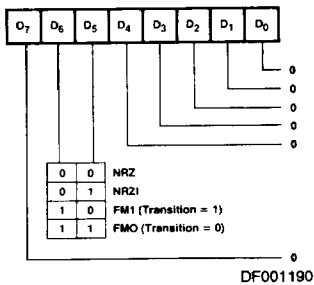 D7 D6 D5 D4 D3 D2 D1 D0
0
0
0
0
0
0 0 NRZ
0 1 NRZI
1 0 FM1 (Transition = 1)
1 1 FMO (Transition = 0)
0
DF001190